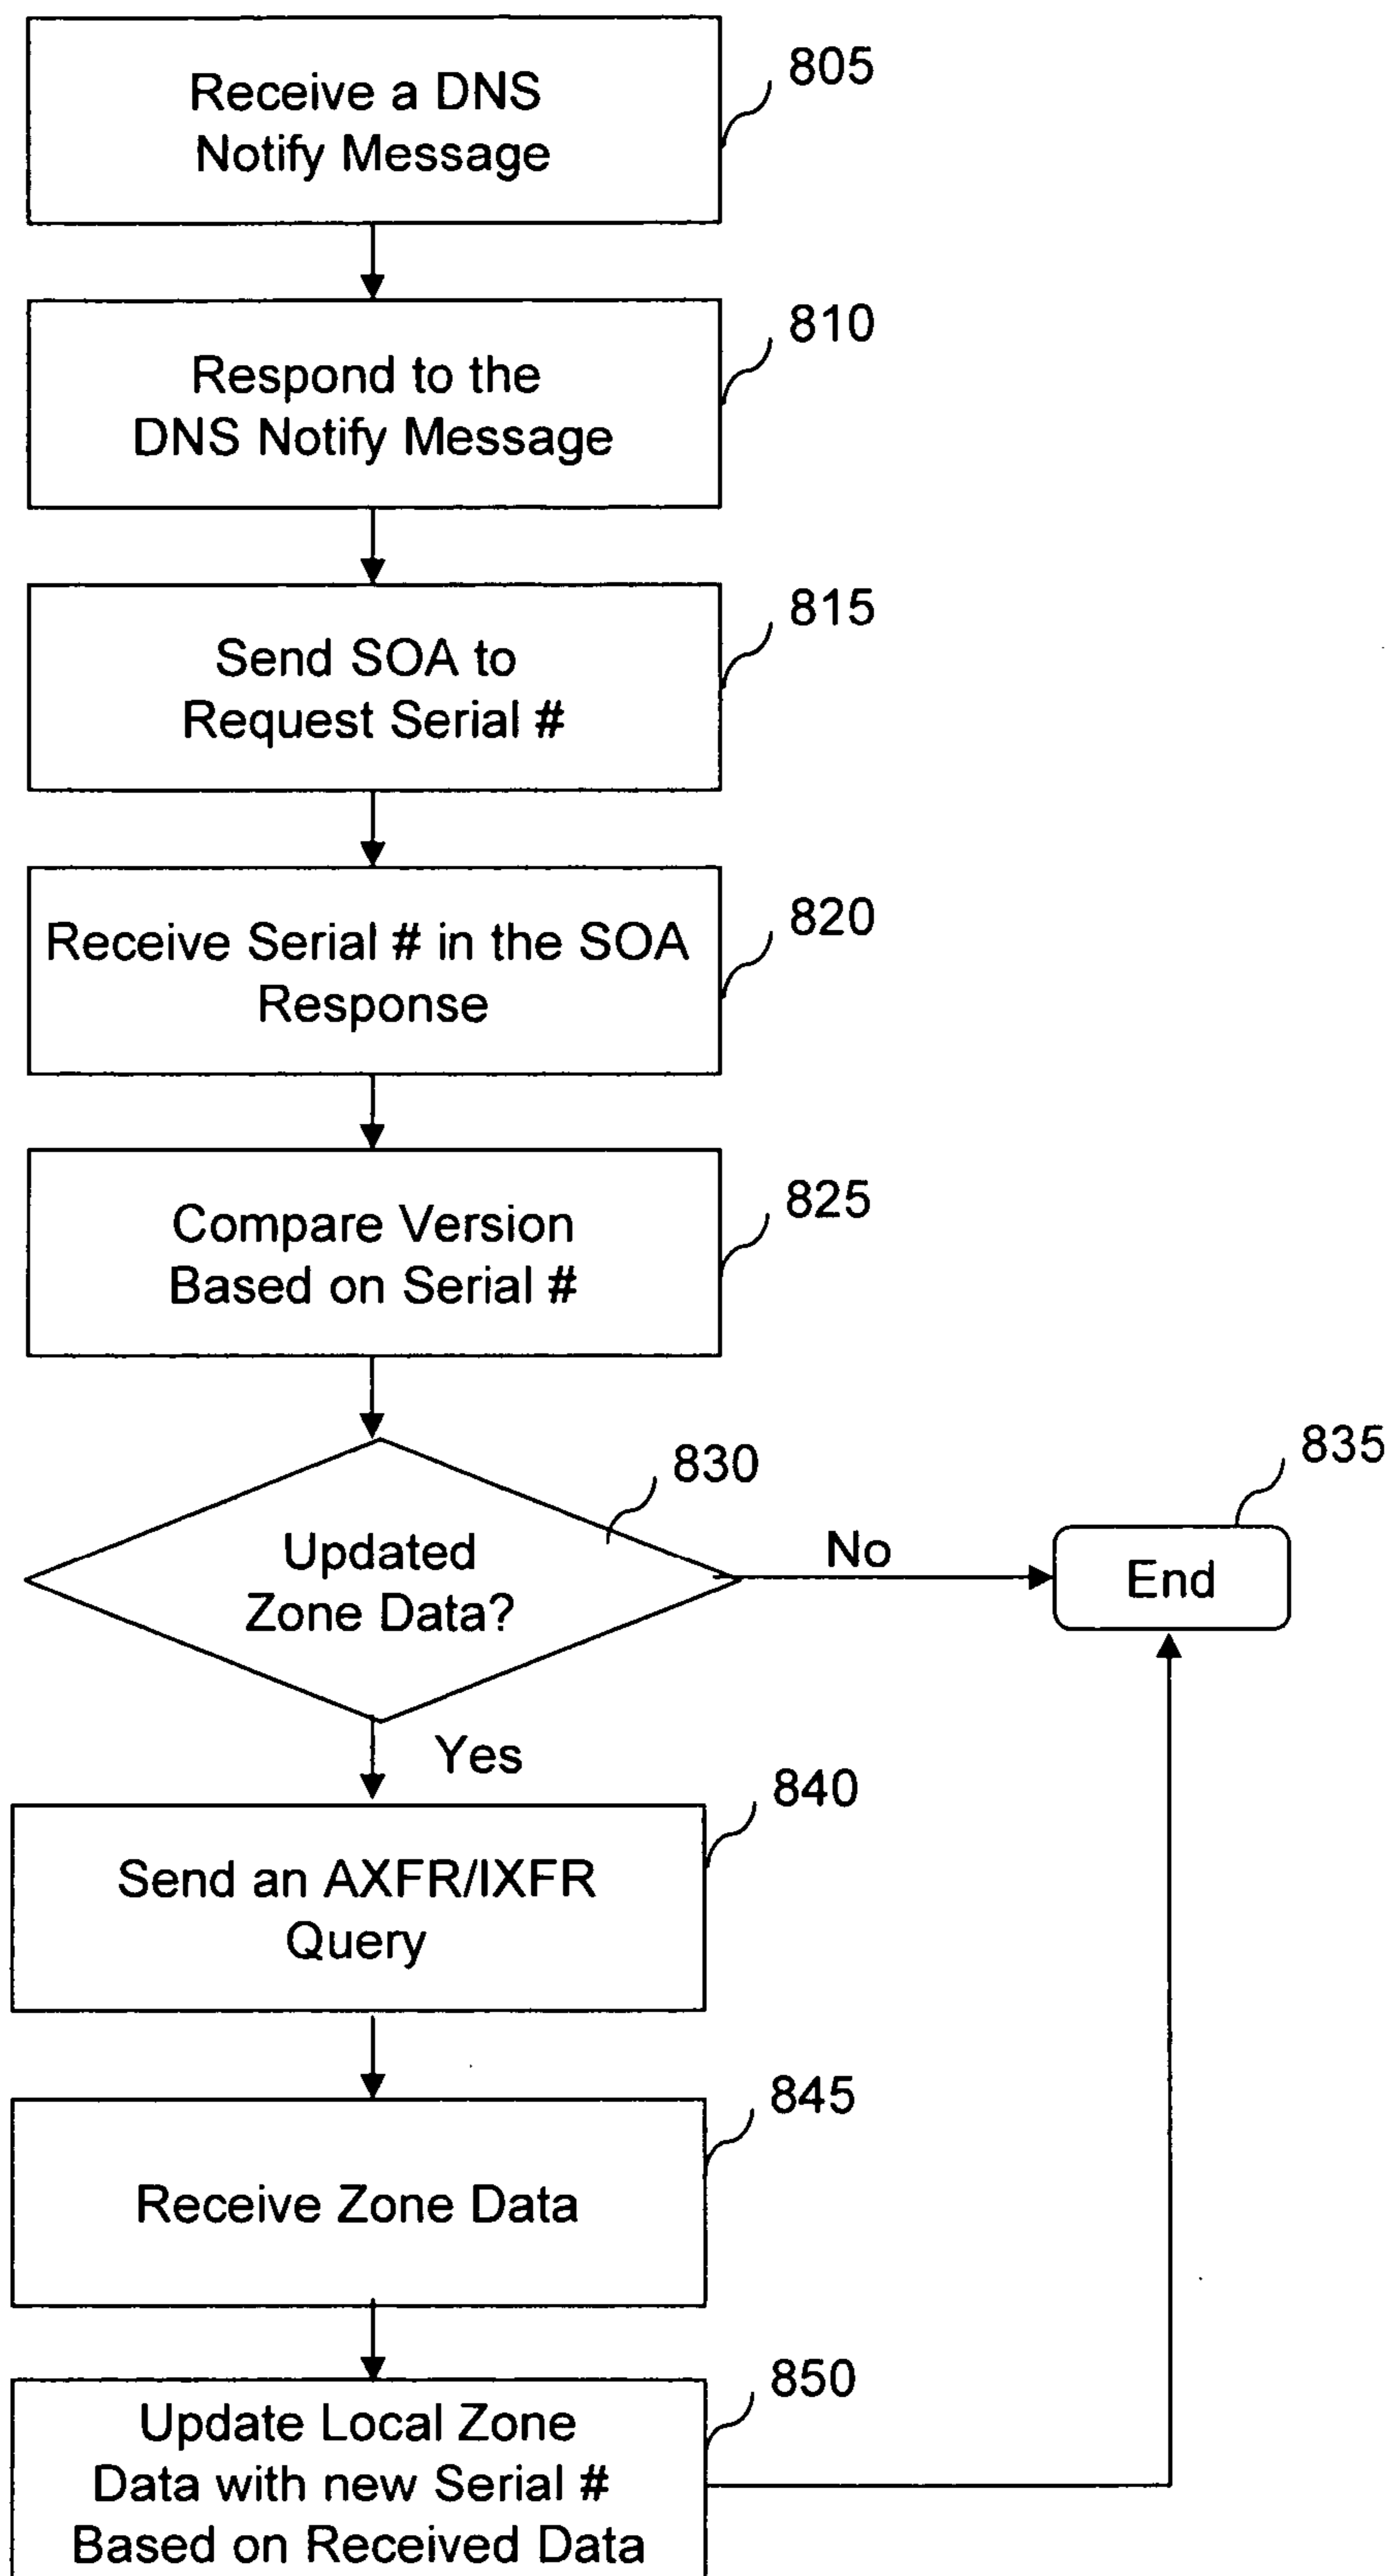 Receive a DNS
Notify Message
805
Respond to the
DNS Notify Message
810
Send SOA to
Request Serial #
815
Receive Serial # in the SOA
Response
820
Compare Version
Based on Serial #
825
Updated
Zone Data?
830
No
End
835
Yes
Send an AXFR/IXFR
Query
840
Receive Zone Data
845
Update Local Zone
Data with new Serial #
Based on Received Data
850